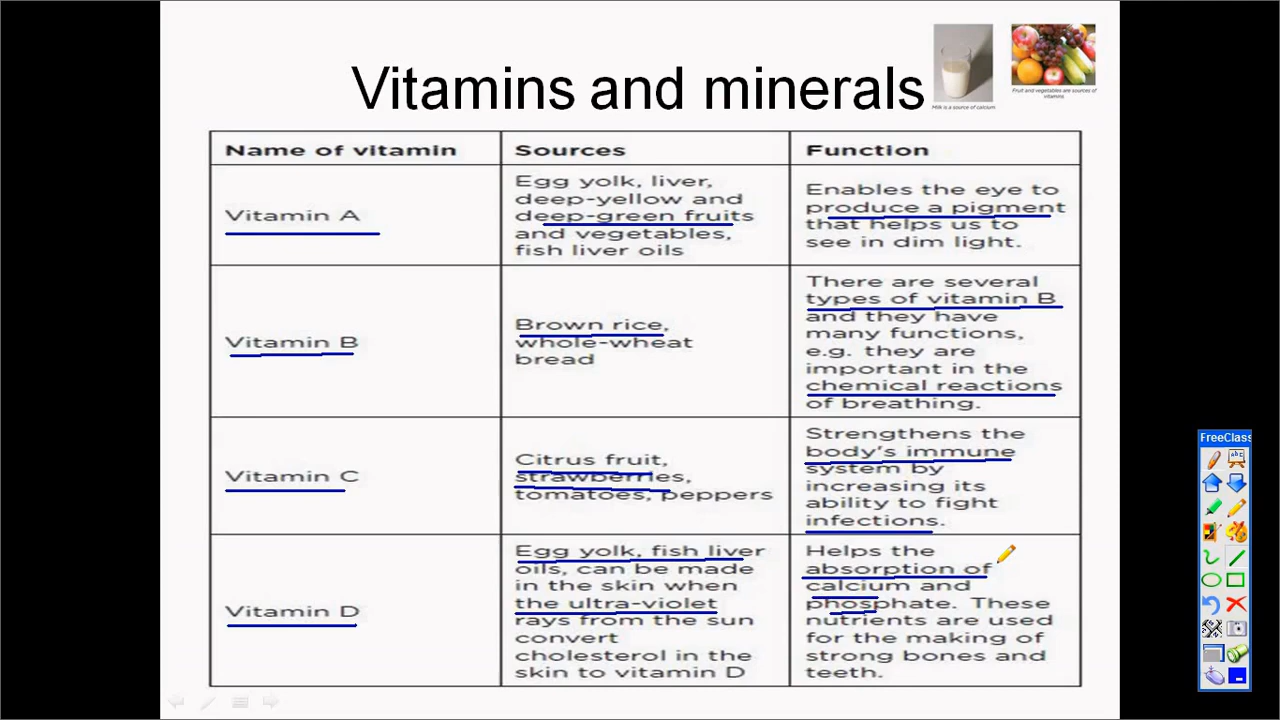 Vitamins and minerals
Milk is a source of calcium
Fruit and vegetables are sources of
vitamins
Name of vitamin
Sources
Function
Vitamin A
Egg yolk, liver,
deep-yellow and
deep-green fruits
and vegetables,
fish liver oils
Enables the eye to
produce a pigment
that helps us to
see in dim light.
Vitamin B
Brown rice,
whole-wheat
bread
There are several
types of vitamin B
and they have
many functions,
e.g. they are
important in the
chemical reactions
of breathing.
Vitamin C
Citrus fruit,
strawberries,
tomatoes, peppers
Strengthens the
body's immune
system by
increasing its
ability to fight
infections.
Vitamin D
Egg yolk, fish liver
oils, can be made
in the skin when
the ultra-violet
rays from the sun
convert
cholesterol in the
skin to vitamin D
Helps the
absorption of
calcium and
phosphate. These
nutrients are used
for the making of
strong bones and
teeth.
FreeClass